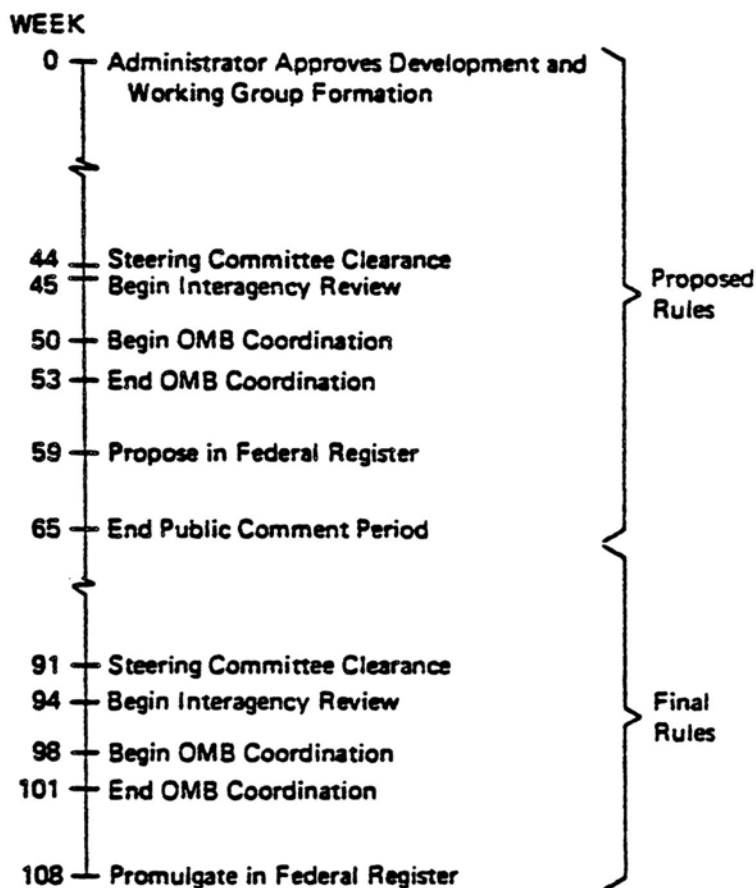 WEEK
0 Administrator Approves Development and
Working Group Formation
44 Steering Committee Clearance
45 Begin Interagency Review
50 Begin OMB Coordination
53 End OMB Coordination
59 Propose in Federal Register
65 End Public Comment Period
Proposed
Rules
91 Steering Committee Clearance
94 Begin Interagency Review
98 Begin OMB Coordination
101 End OMB Coordination
108 Promulgate in Federal Register
Final
Rules